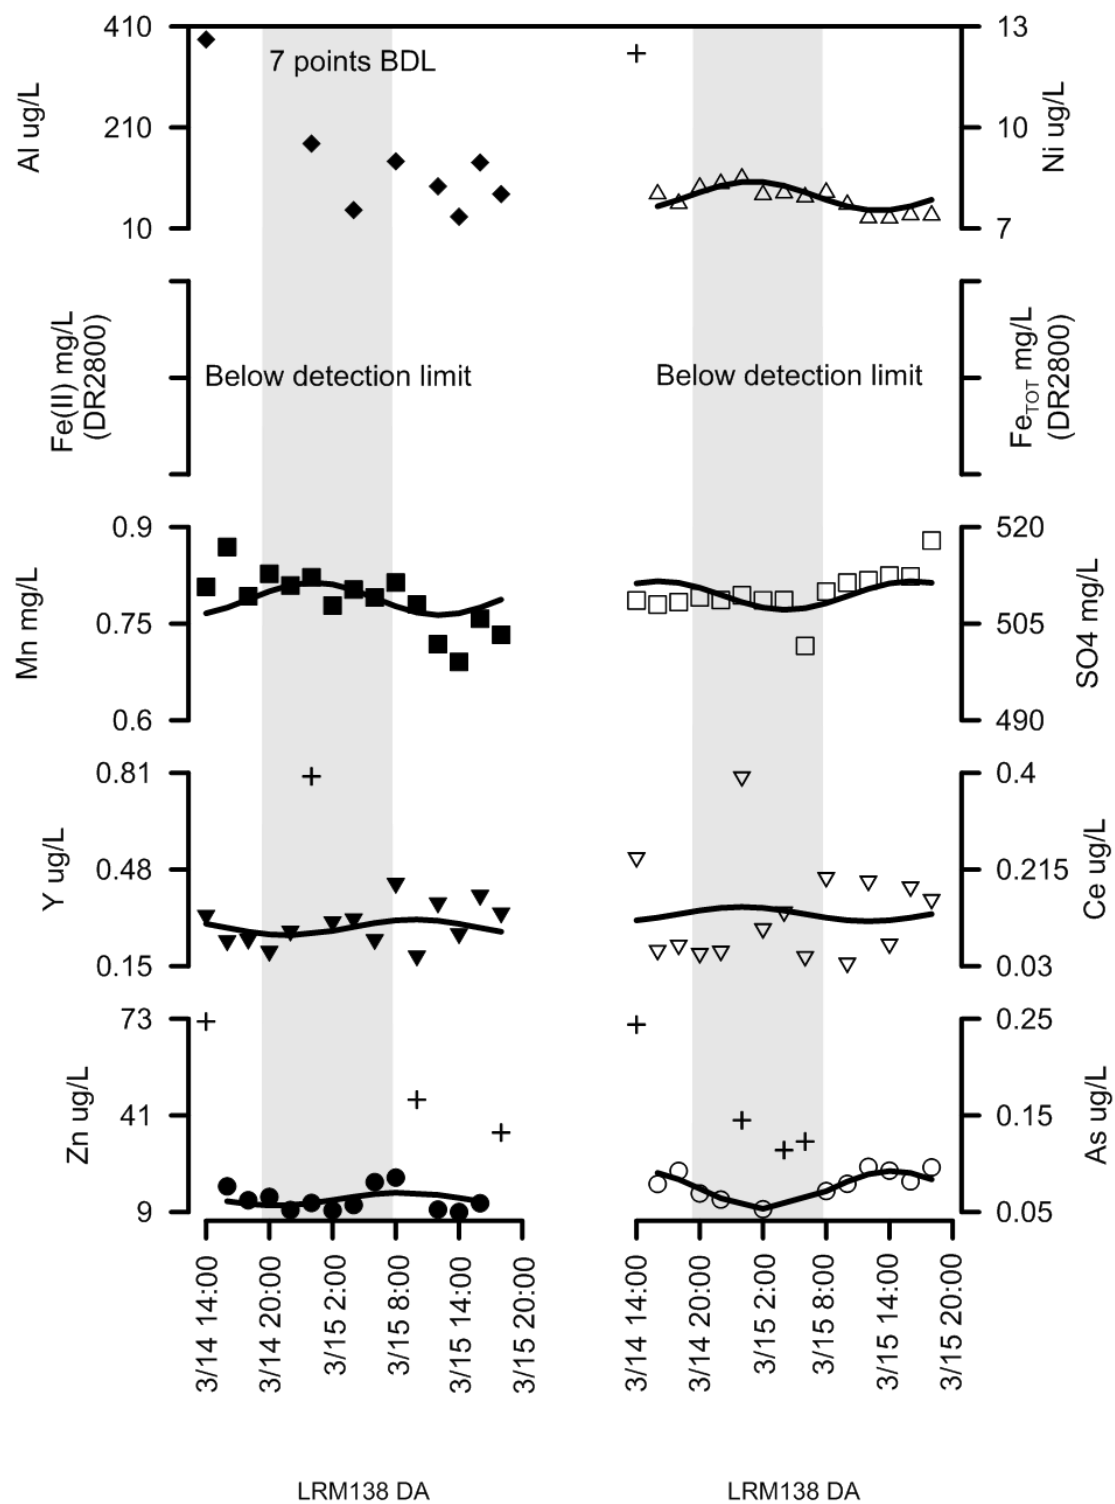 410
210
10
Al ug/L
7 points BDL
13
10
7
Ni ug/L
Fe(II) mg/L
(DR2800)
Below detection limit
Below detection limit
FeTOT mg/L
(DR2800)
0.9
0.75
0.6
Mn mg/L
520
505
490
SO4 mg/L
0.81
0.48
0.15
Y ug/L
0.4
0.215
0.03
Ce ug/L
73
41
9
Zn ug/L
0.25
0.15
0.05
As ug/L
3/14 14:00
3/14 20:00
3/15 2:00
3/15 8:00
3/15 14:00
3/15 20:00
3/14 14:00
3/14 20:00
3/15 2:00
3/15 8:00
3/15 14:00
3/15 20:00
LRM138 DA
LRM138 DA